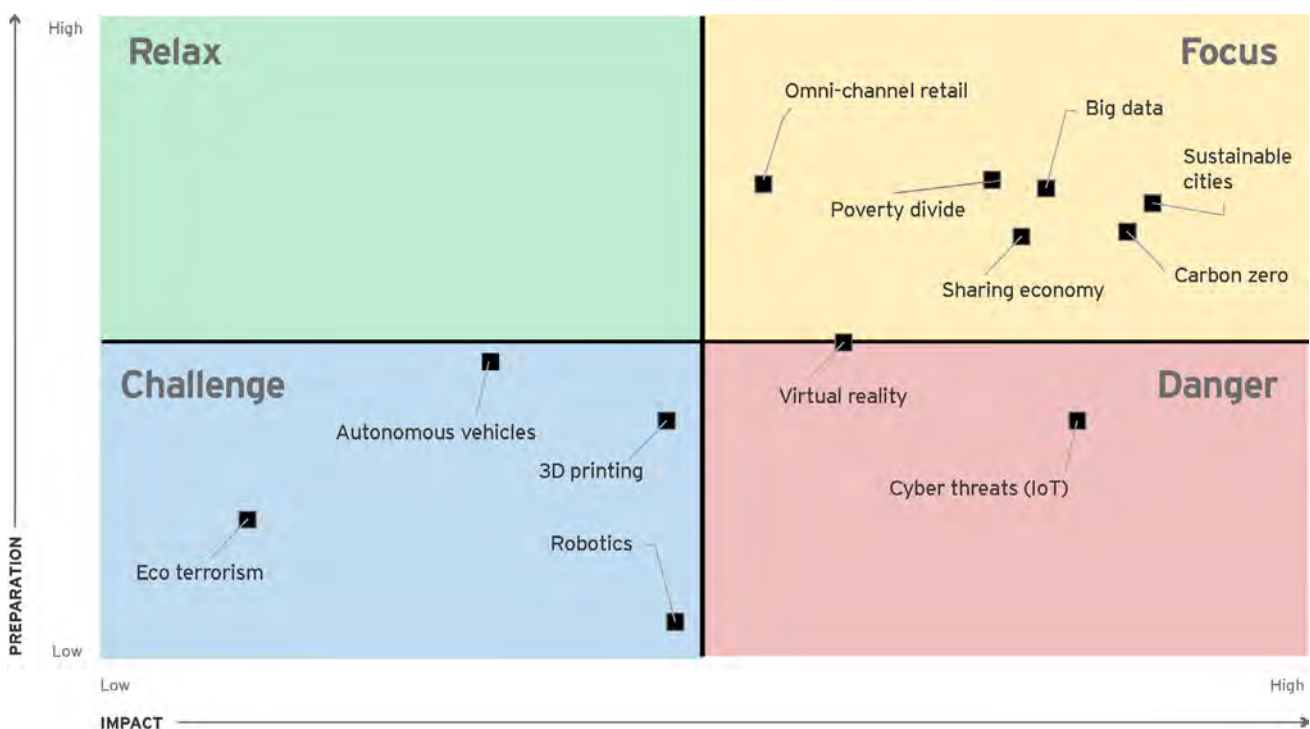 High
Relax
Focus
Omni-channel retail
Big data
Sustainable
cities
Poverty divide
Carbon zero
Sharing economy
Challenge
Danger
Virtual reality
Autonomous vehicles
3D printing
Cyber threats (IoT)
Robotics
Eco terrorism
PREPARATION
Low
Low
High
IMPACT